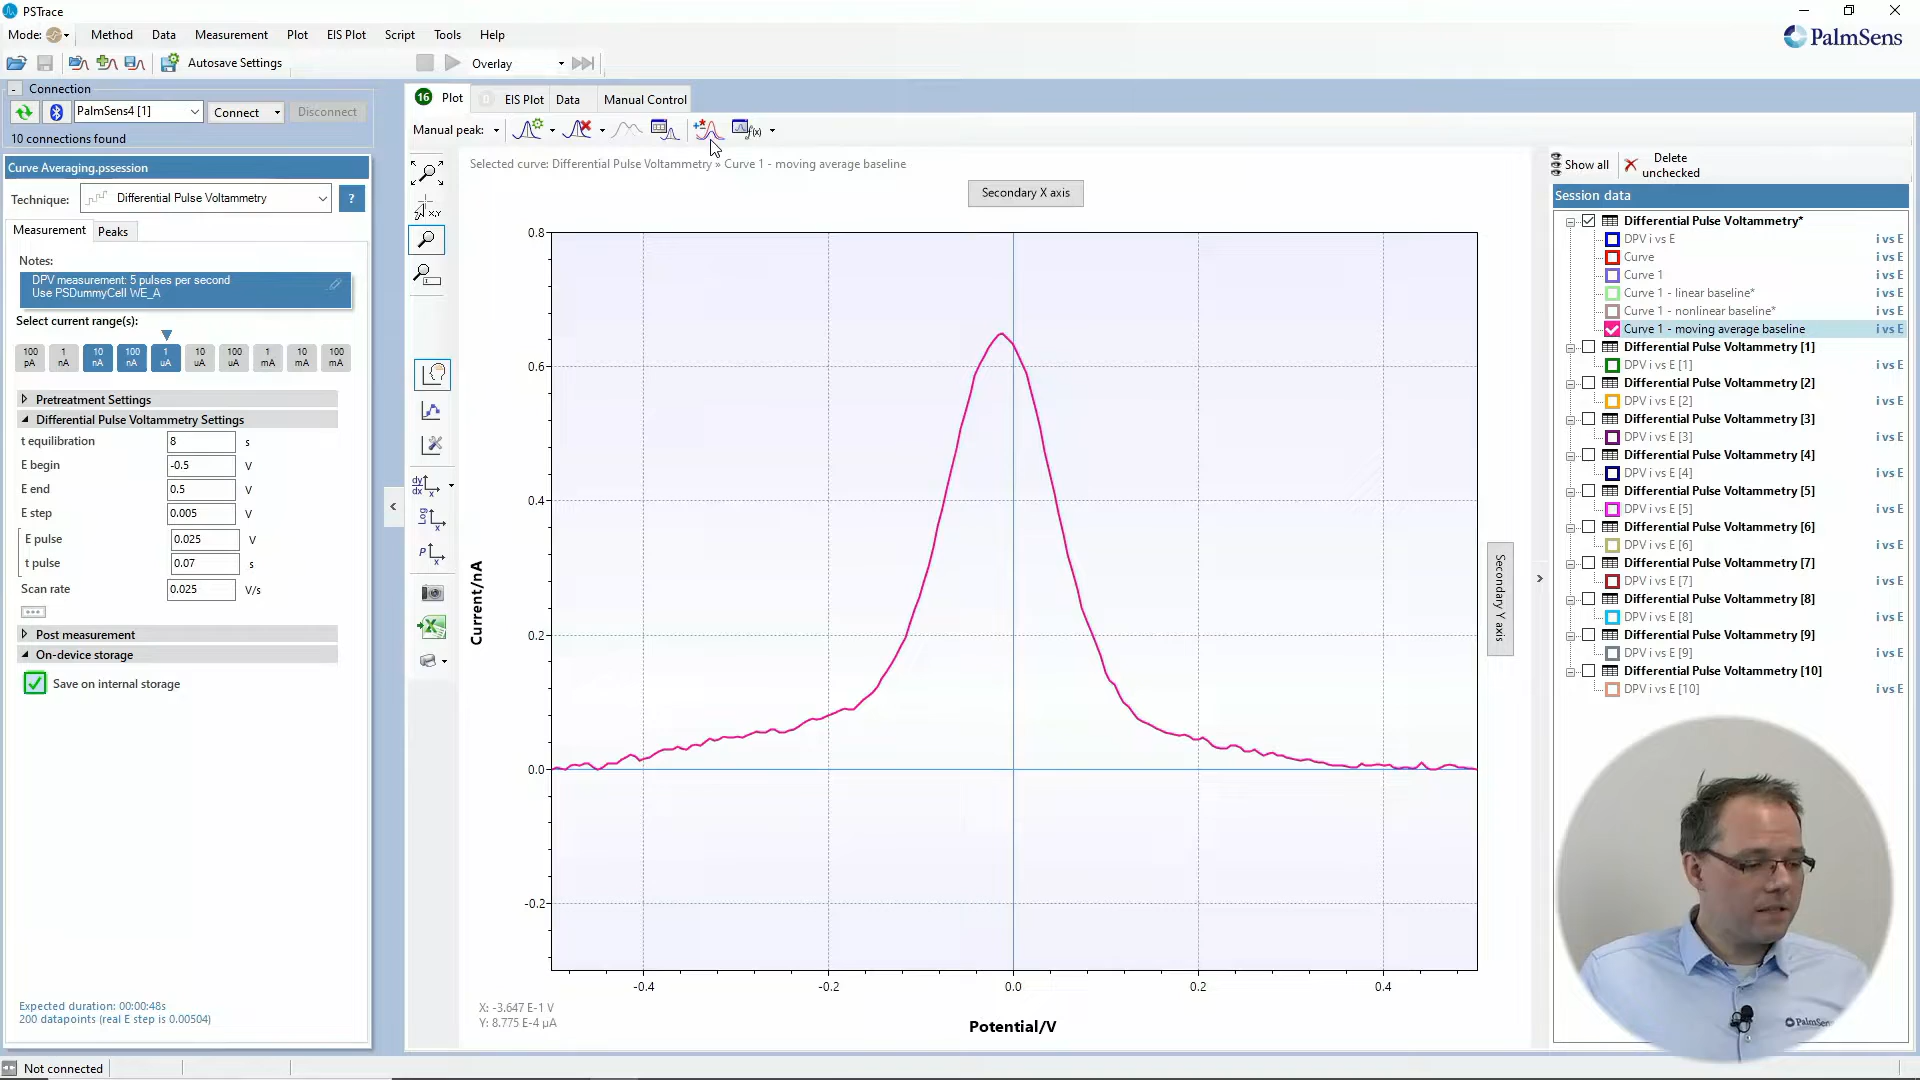 PSTrace
Mode: Method Data Measurement Plot EIS Plot Script Tools Help
PalmSens
Autosave Settings
Overlay
- Connection
PalmSens4 [1] Connect Disconnect
10 connections found
Curve Averaging.pssession
Technique: Differential Pulse Voltammetry ?
Measurement Peaks
Notes:
DPV measurement: 5 pulses per second
Use PSDummyCell WE_A
Select current range(s):
100 pA 1 nA 10 nA 100 nA 1 uA 10 uA 100 uA 1 mA 10 mA 100 mA
Pretreatment Settings
Differential Pulse Voltammetry Settings
t equilibration 8 s
E begin -0.5 V
E end 0.5 V
E step 0.005 V
E pulse 0.025 V
t pulse 0.07 s
Scan rate 0.025 V/s
Post measurement
On-device storage
Save on internal storage
Expected duration: 00:00:48s
200 datapoints (real E step is 0.00504)
Not connected
16 Plot 0 EIS Plot Data Manual Control
Manual peak:
f(x)
Selected curve: Differential Pulse Voltammetry » Curve 1 - moving average baseline
Secondary X axis
X,Y
dy/dx x
Log x
P x
0.8
0.6
0.4
0.2
0.0
-0.2
Current/nA
-0.4 -0.2 0.0 0.2 0.4
Potential/V
X: -3.647 E-1 V
Y: 8.775 E-4 µA
Secondary Y axis
Show all Delete unchecked
Session data
Differential Pulse Voltammetry*
DPV i vs E i vs E
Curve i vs E
Curve 1 i vs E
Curve 1 - linear baseline* i vs E
Curve 1 - nonlinear baseline* i vs E
Curve 1 - moving average baseline i vs E
Differential Pulse Voltammetry [1]
DPV i vs E [1] i vs E
Differential Pulse Voltammetry [2]
DPV i vs E [2] i vs E
Differential Pulse Voltammetry [3]
DPV i vs E [3] i vs E
Differential Pulse Voltammetry [4]
DPV i vs E [4] i vs E
Differential Pulse Voltammetry [5]
DPV i vs E [5] i vs E
Differential Pulse Voltammetry [6]
DPV i vs E [6] i vs E
Differential Pulse Voltammetry [7]
DPV i vs E [7] i vs E
Differential Pulse Voltammetry [8]
DPV i vs E [8] i vs E
Differential Pulse Voltammetry [9]
DPV i vs E [9] i vs E
Differential Pulse Voltammetry [10]
DPV i vs E [10] i vs E
PalmSens